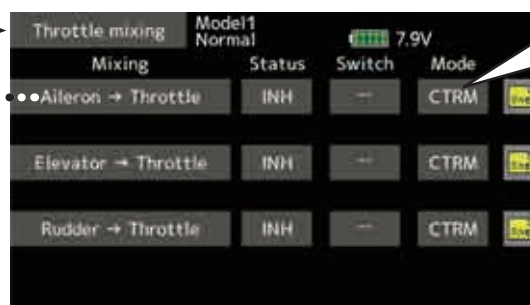 Throttle mixing Model1 7.9V
Normal
Mixing Status Switch Mode
Aileron → Throttle INH -- CTRM
Elevator → Throttle INH -- CTRM
Rudder → Throttle INH -- CTRM